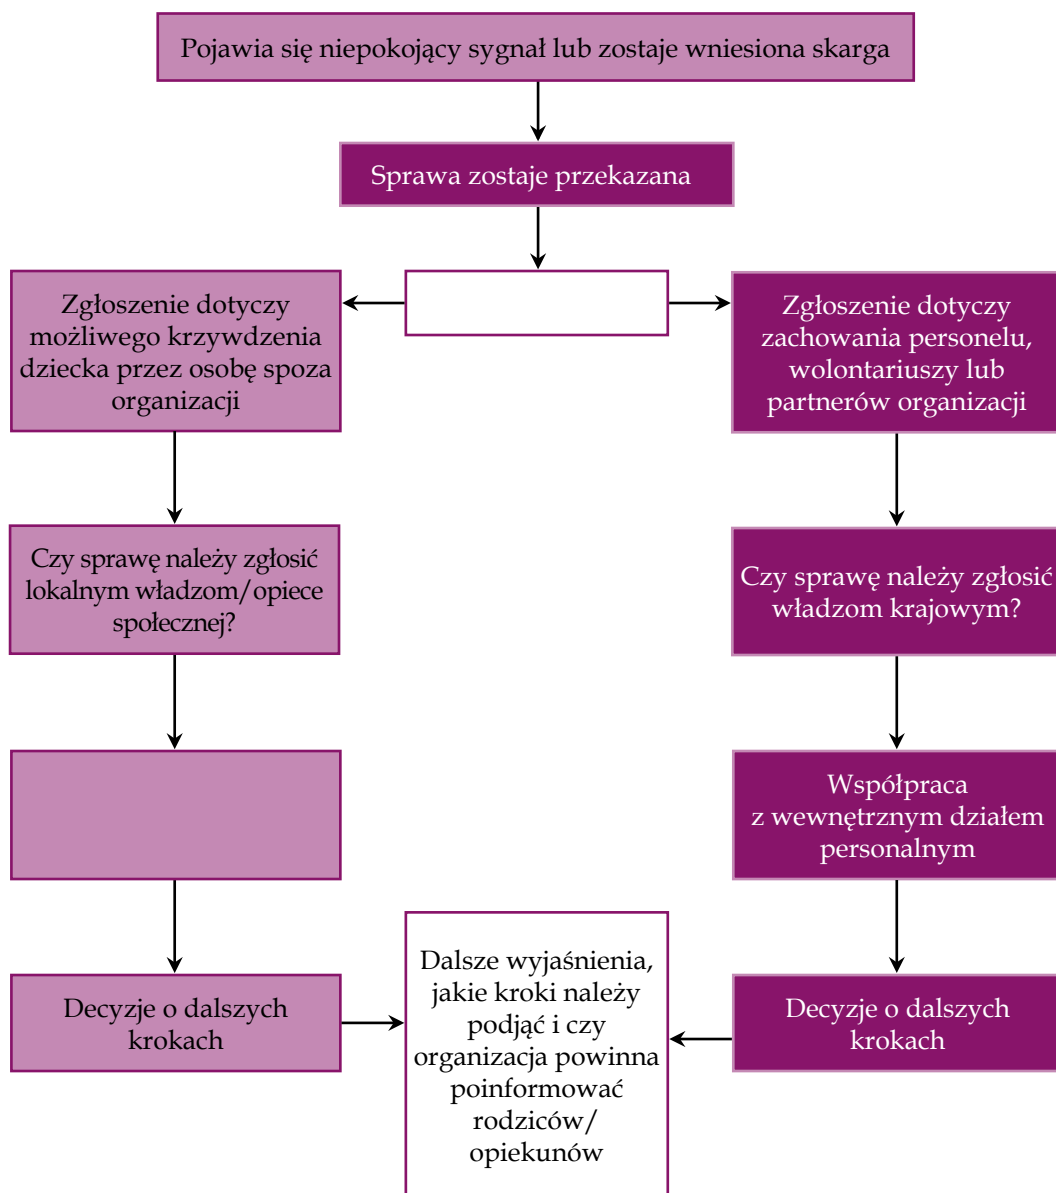 Pojawia się niepokojący sygnał lub zostaje wniesiona skarga
Sprawa zostaje przekazana
Zgłoszenie dotyczy
możliwego krzywdzenia
dziecka przez osobę spoza
organizacji
Zgłoszenie dotyczy
zachowania personelu,
wolontariuszy lub
partnerów organizacji
Czy sprawę należy zgłosić
lokalnym władzom/opiece
społecznej?
Czy sprawę należy zgłosić
władzom krajowym?
Współpraca
z wewnętrznym działem
personalnym
Decyzje o dalszych
krokach
Dalsze wyjaśnienia,
jakie kroki należy
podjąć i czy
organizacja powinna
poinformować
rodziców/
opiekunów
Decyzje o dalszych
krokach